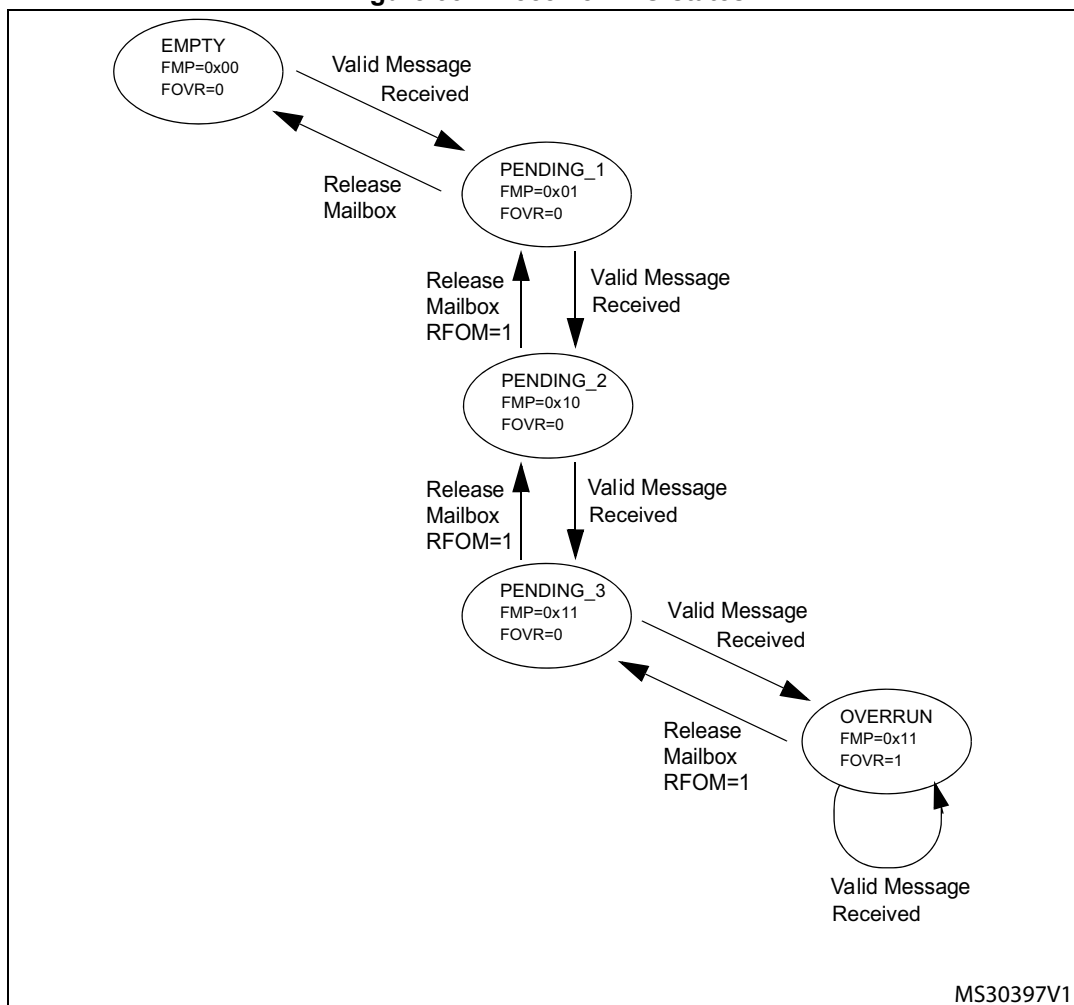 EMPTY
FMP=0x00
FOVR=0
Valid Message
Received
Release
Mailbox
PENDING_1
FMP=0x01
FOVR=0
Release
Mailbox
RFOM=1
Valid Message
Received
PENDING_2
FMP=0x10
FOVR=0
Release
Mailbox
RFOM=1
Valid Message
Received
PENDING_3
FMP=0x11
FOVR=0
Valid Message
Received
Release
Mailbox
RFOM=1
OVERRUN
FMP=0x11
FOVR=1
Valid Message
Received
MS30397V1